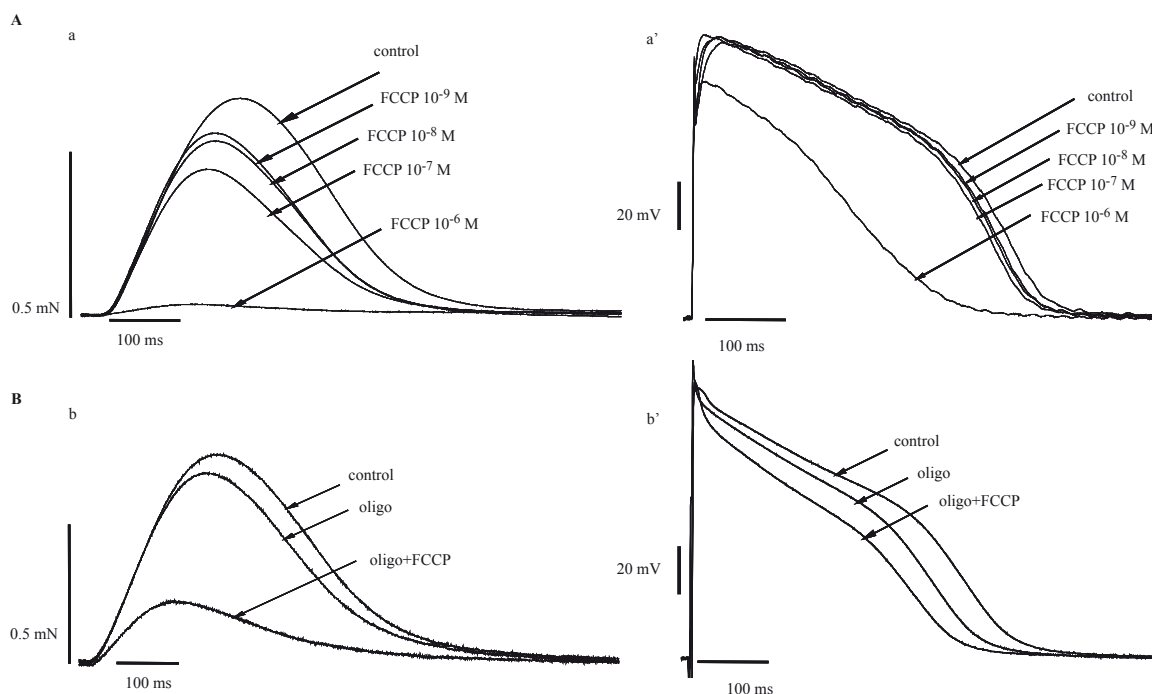 A
a
control
FCCP 10-9 M
FCCP 10-8 M
FCCP 10-7 M
FCCP 10-6 M
0.5 mN
100 ms
a’
control
FCCP 10-9 M
FCCP 10-8 M
FCCP 10-7 M
FCCP 10-6 M
20 mV
100 ms
B
b
control
oligo
oligo+FCCP
0.5 mN
100 ms
b’
control
oligo
oligo+FCCP
20 mV
100 ms